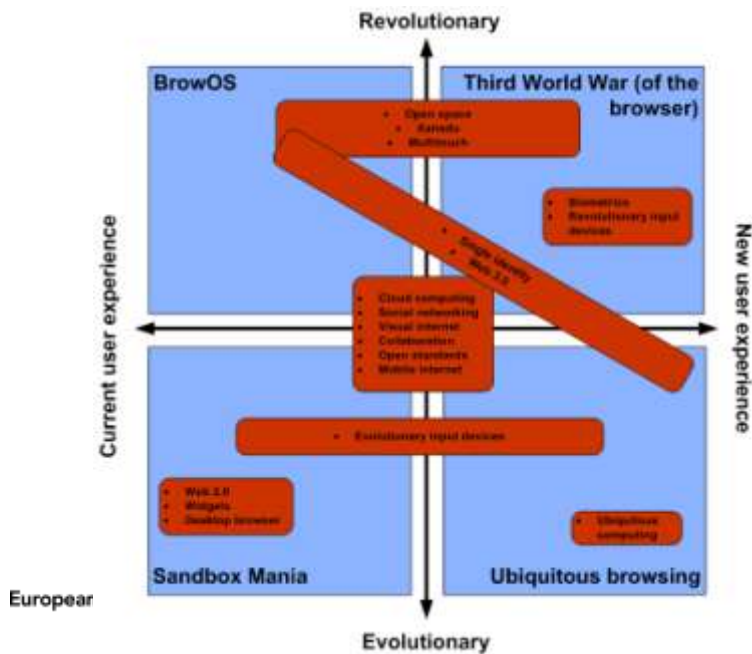 Revolutionary
BrowOS
Third World War (of the
browser)
Open space
Multitouch
Biometrics
Revolutionary input
devices
Single identity
Web 3.0
Current user experience
New user experience
Cloud computing
Social networking
Visual internet
Collaboration
Open standards
Mobile internet
Evolutionary input devices
Web 2.0
Widgets
Desktop browser
Ubiquitous
computing
Sandbox Mania
Ubiquitous browsing
Evolutionary